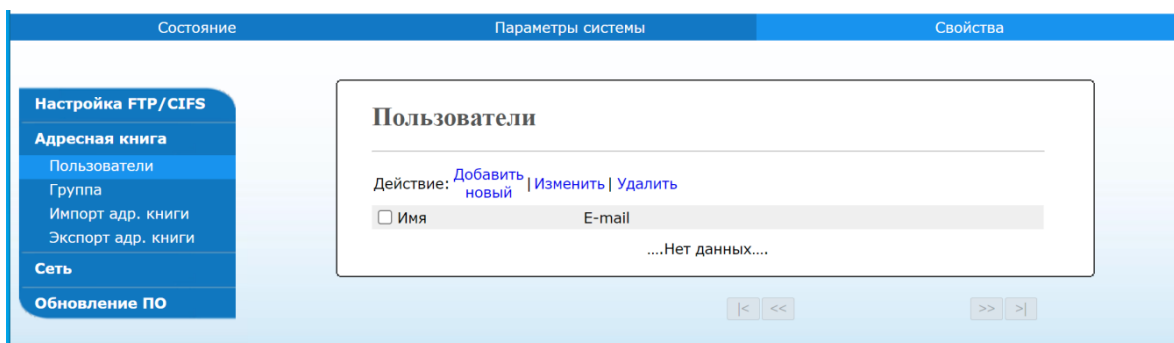 Состояние Параметры системы Свойства
Настройка FTP/CIFS
Адресная книга
Пользователи
Группа
Импорт адр. книги
Экспорт адр. книги
Сеть
Обновление ПО
Пользователи
Действие: Добавить новый | Изменить | Удалить
Имя E-mail
....Нет данных....
|< << >> >|